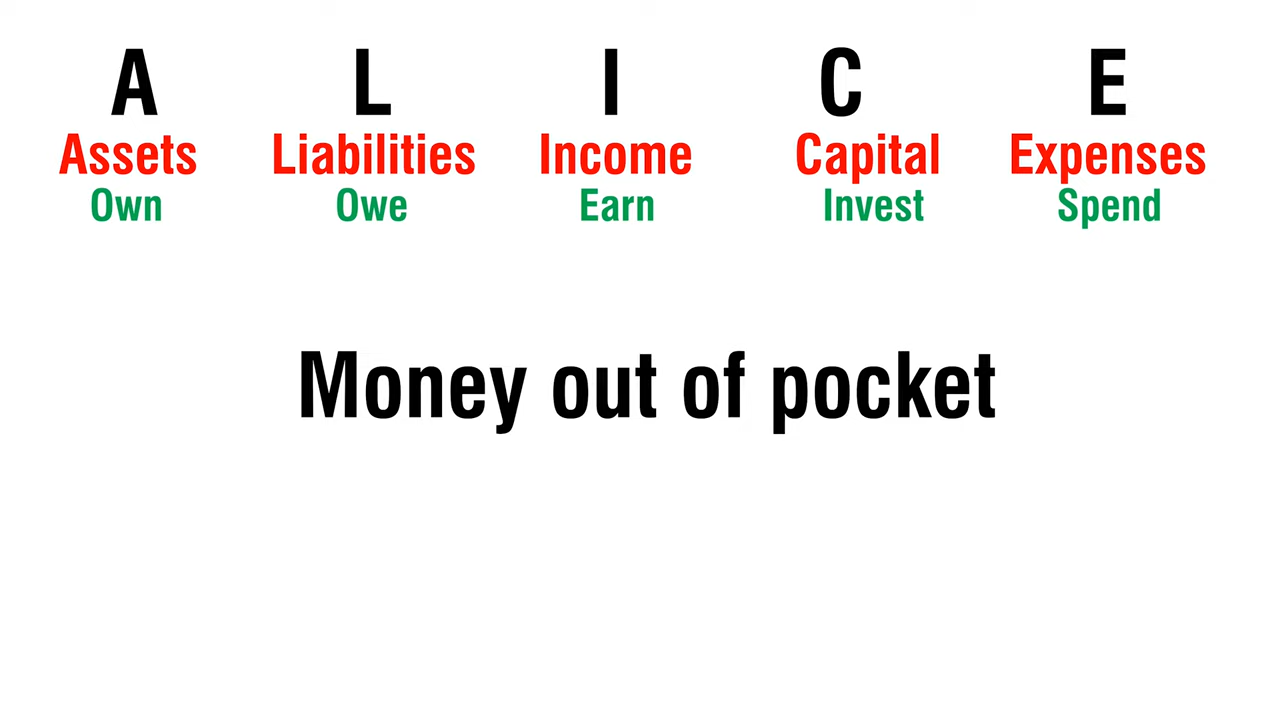 A L I C E
Assets Liabilities Income Capital Expenses
Own Owe Earn Invest Spend
Money out of pocket